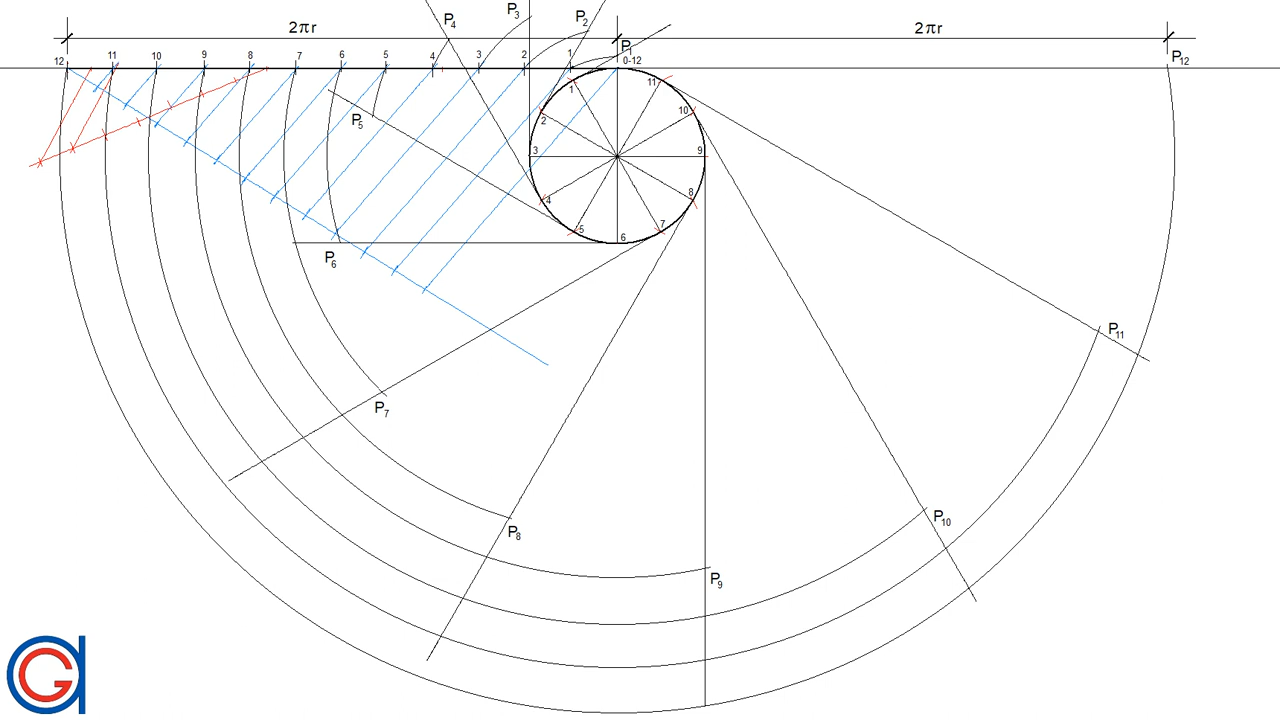 P4 P3 P2
2πr 2πr
P1
12 11 10 9 8 7 6 5 4 3 2 1 0-12 P12
1 11
2 10
P5
3 9
4 8
5 7
6
P6
P11
P7
P10
P8
P9
a G